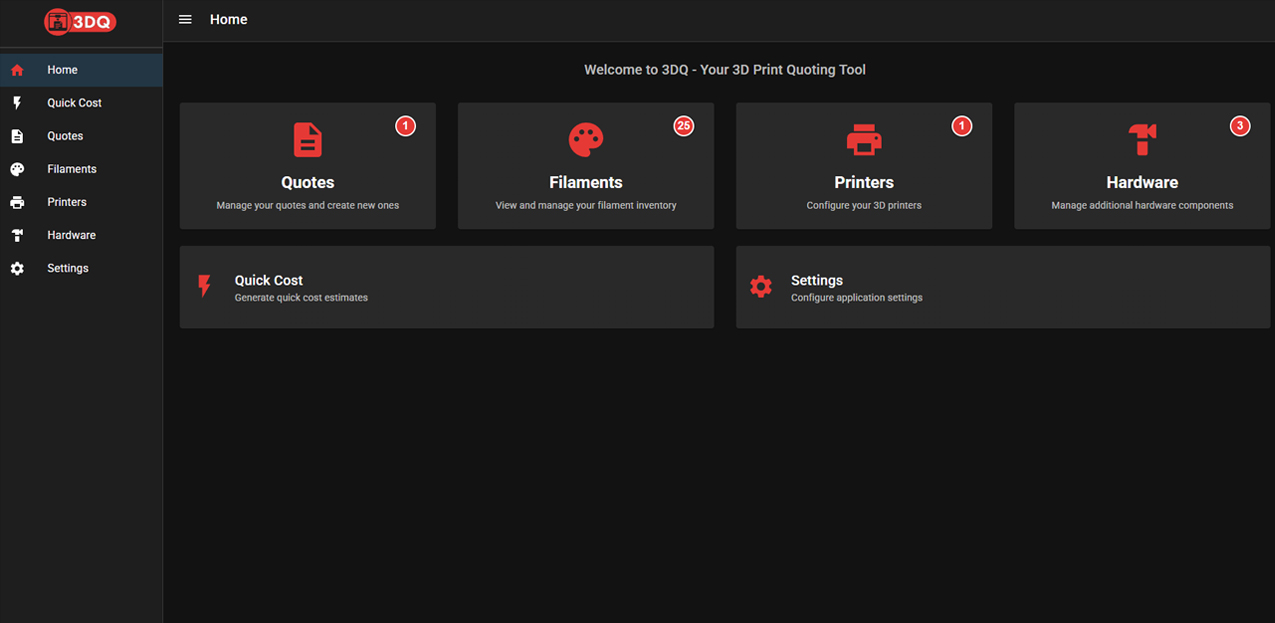 3DQ
Home
Home
Quick Cost
Quotes
Filaments
Printers
Hardware
Settings
Welcome to 3DQ - Your 3D Print Quoting Tool
1
Quotes
Manage your quotes and create new ones
25
Filaments
View and manage your filament inventory
1
Printers
Configure your 3D printers
3
Hardware
Manage additional hardware components
Quick Cost
Generate quick cost estimates
Settings
Configure application settings